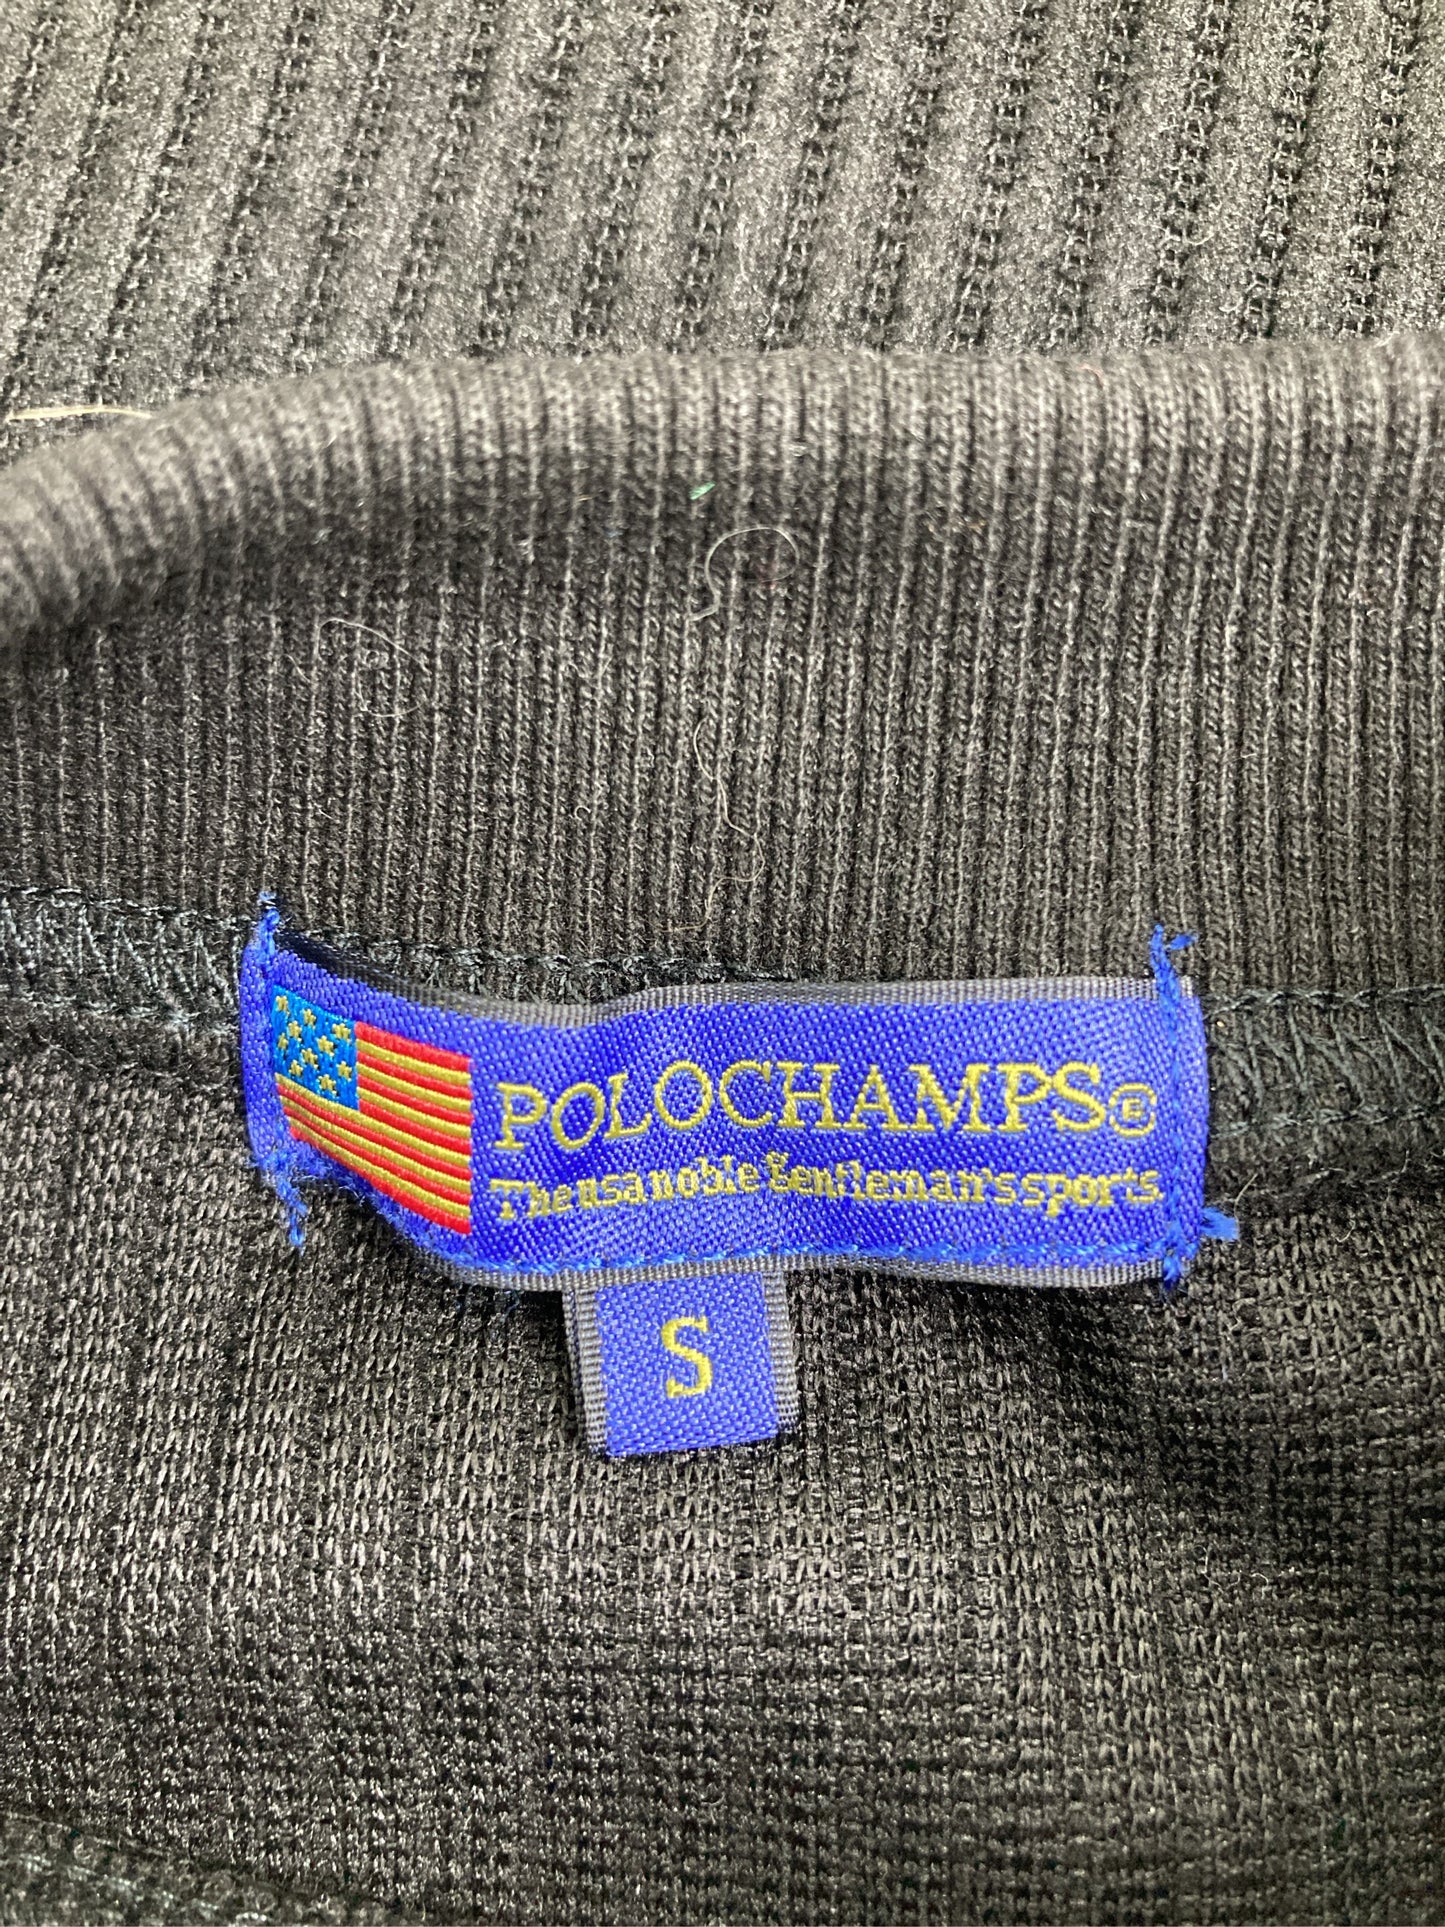 POLOCHAMPS®
The usa noble Gentleman's sports.
S